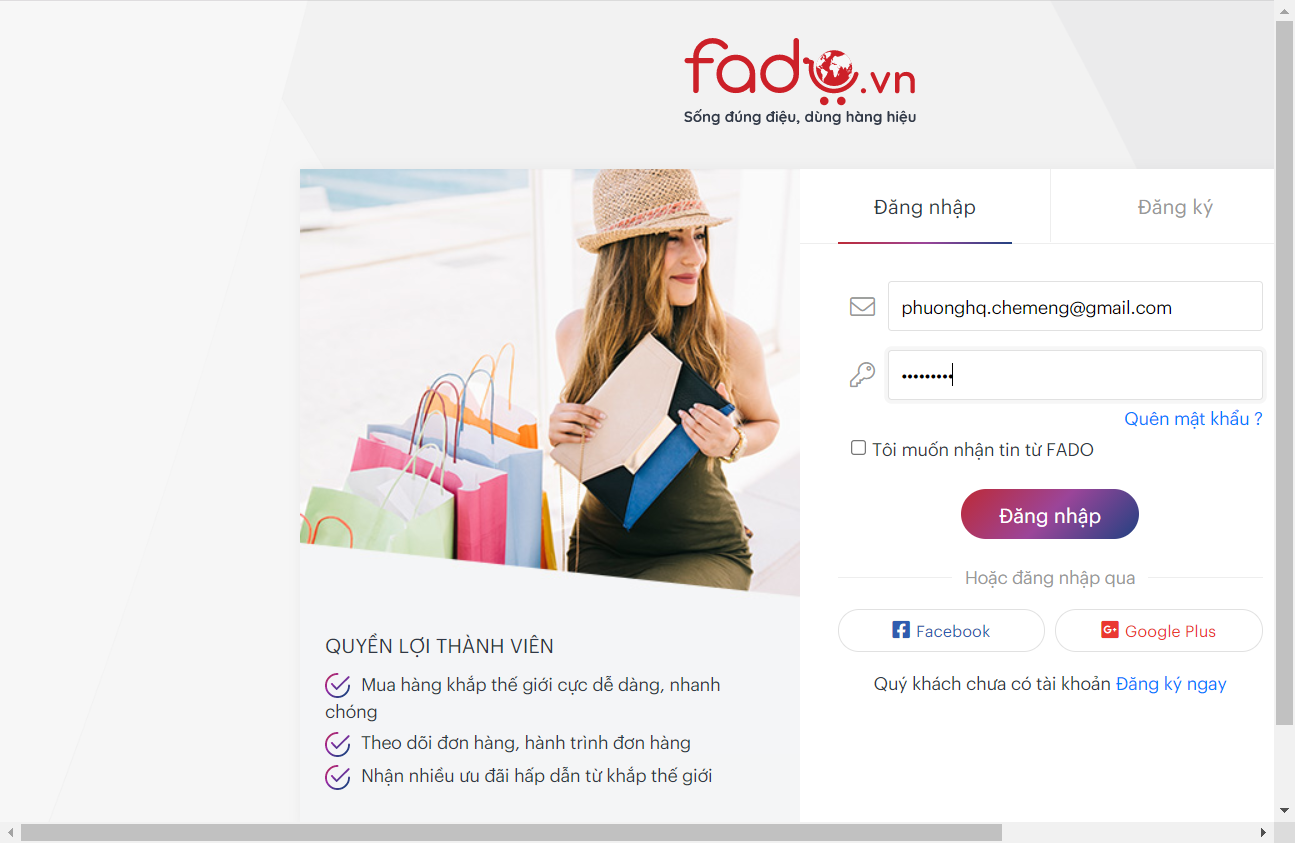 fado.vn
Sống đúng điệu, dùng hàng hiệu
Đăng nhập
Đăng ký
phuonghq.chemeng@gmail.com
•••••••••
Quên mật khẩu ?
Tôi muốn nhận tin từ FADO
Đăng nhập
Hoặc đăng nhập qua
Facebook
G+ Google Plus
Quý khách chưa có tài khoản Đăng ký ngay
QUYỀN LỢI THÀNH VIÊN
Mua hàng khắp thế giới cực dễ dàng, nhanh
chóng
Theo dõi đơn hàng, hành trình đơn hàng
Nhận nhiều ưu đãi hấp dẫn từ khắp thế giới